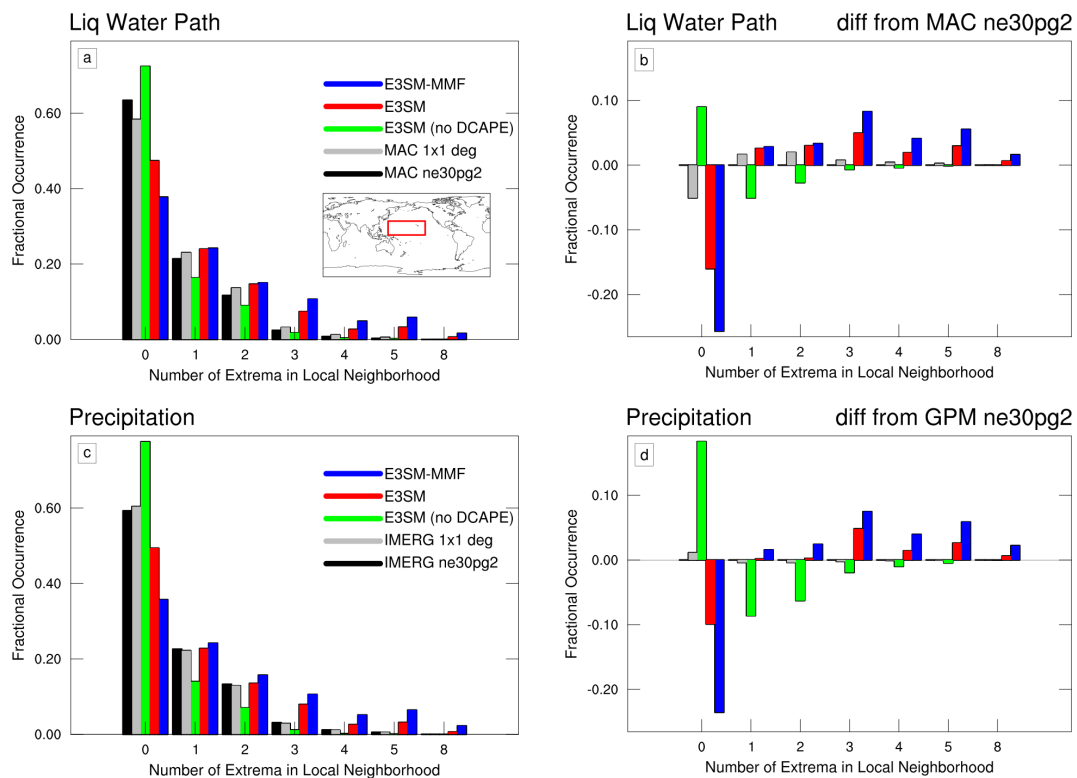 Liq Water Path
a
E3SM-MMF
E3SM
E3SM (no DCAPE)
MAC 1x1 deg
MAC ne30pg2
Fractional Occurrence
0.60
0.40
0.20
0.00
0 1 2 3 4 5 8
Number of Extrema in Local Neighborhood
Liq Water Path diff from MAC ne30pg2
b
Fractional Occurrence
0.10
0.00
-0.10
-0.20
0 1 2 3 4 5 8
Number of Extrema in Local Neighborhood
Precipitation
c
E3SM-MMF
E3SM
E3SM (no DCAPE)
IMERG 1x1 deg
IMERG ne30pg2
Fractional Occurrence
0.60
0.40
0.20
0.00
0 1 2 3 4 5 8
Number of Extrema in Local Neighborhood
Precipitation diff from GPM ne30pg2
d
Fractional Occurrence
0.10
0.00
-0.10
-0.20
0 1 2 3 4 5 8
Number of Extrema in Local Neighborhood